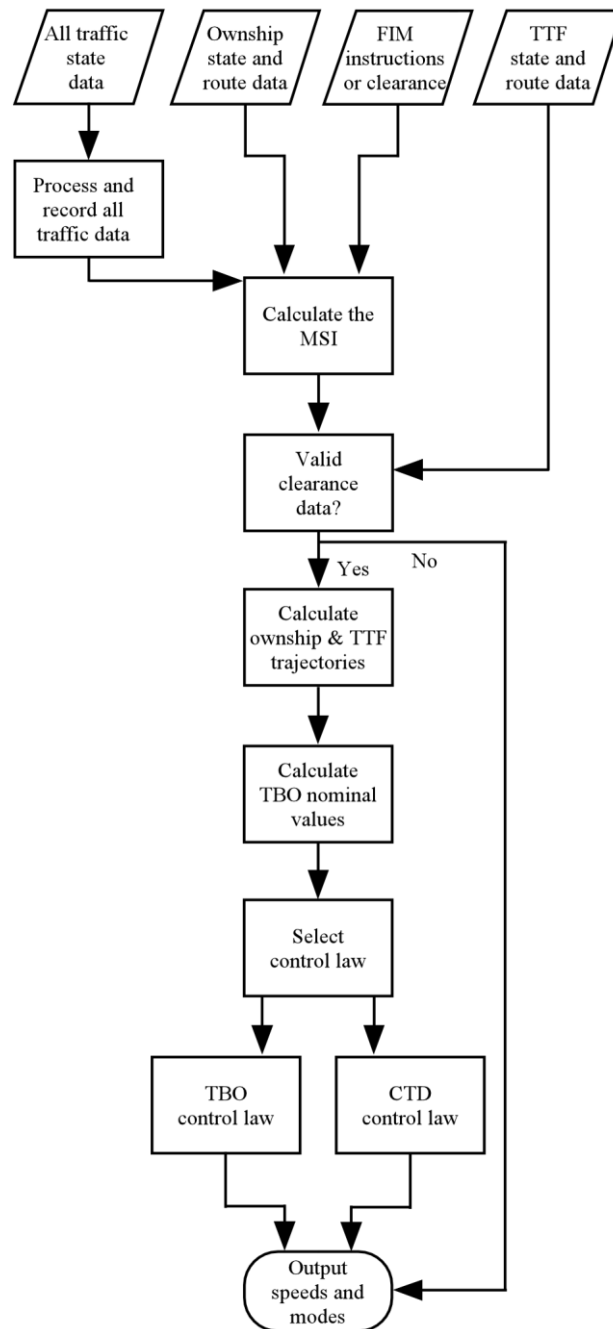 All traffic
state
data
Ownship
state and
route data
FIM
instructions
or clearance
TTF
state and
route data
Process and
record all
traffic data
Calculate the
MSI
Valid
clearance
data?
Yes
No
Calculate
ownship & TTF
trajectories
Calculate
TBO nominal
values
Select
control law
TBO
control law
CTD
control law
Output
speeds and
modes